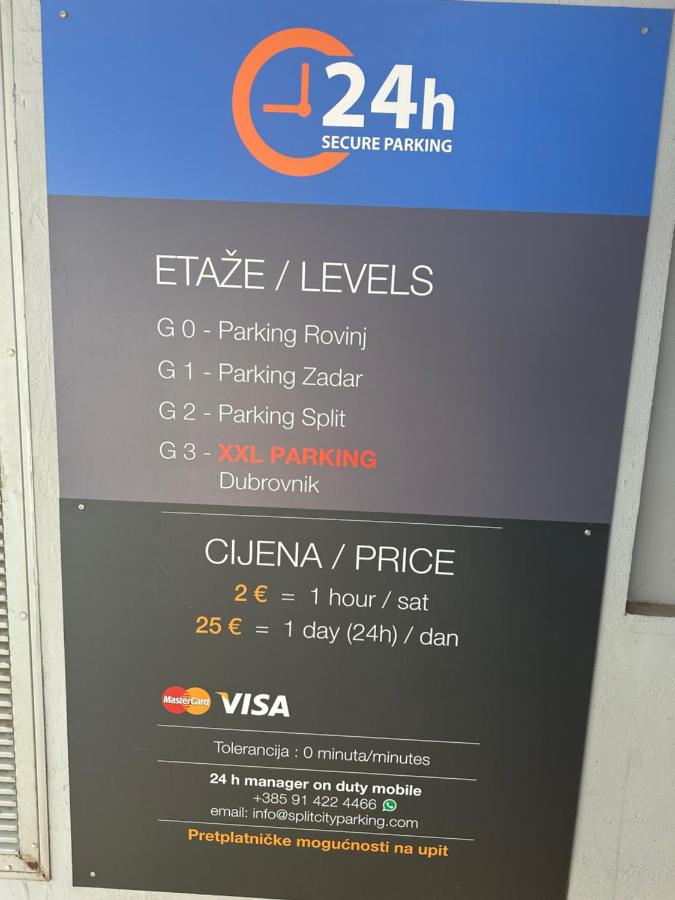 24h
SECURE PARKING
ETAŽE / LEVELS
G 0 - Parking Rovinj
G 1 - Parking Zadar
G 2 - Parking Split
G 3 - XXL PARKING
Dubrovnik
CIJENA / PRICE
2 € = 1 hour / sat
25 € = 1 day (24h) / dan
MasterCard VISA
Tolerancija : 0 minuta/minutes
24 h manager on duty mobile
+385 91 422 4466
email: info@splitcityparking.com
Pretplatničke mogućnosti na upit